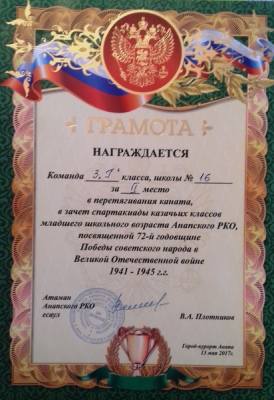 ГРАМОТА
НАГРАЖДАЕТСЯ
Команда 3 "Г" класса, школы № 16
за II место
в перетягивания каната,
в зачет спартакиады казачьих классов
младшего школьного возраста Анапского РКО,
посвященной 72-й годовщине
Победы советского народа в
Великой Отечественной войне
1941 - 1945 г.г.
Атаман
Анапского РКО
есаул В.А. Плотников
Город-курорт Анапа
13 мая 2017г.